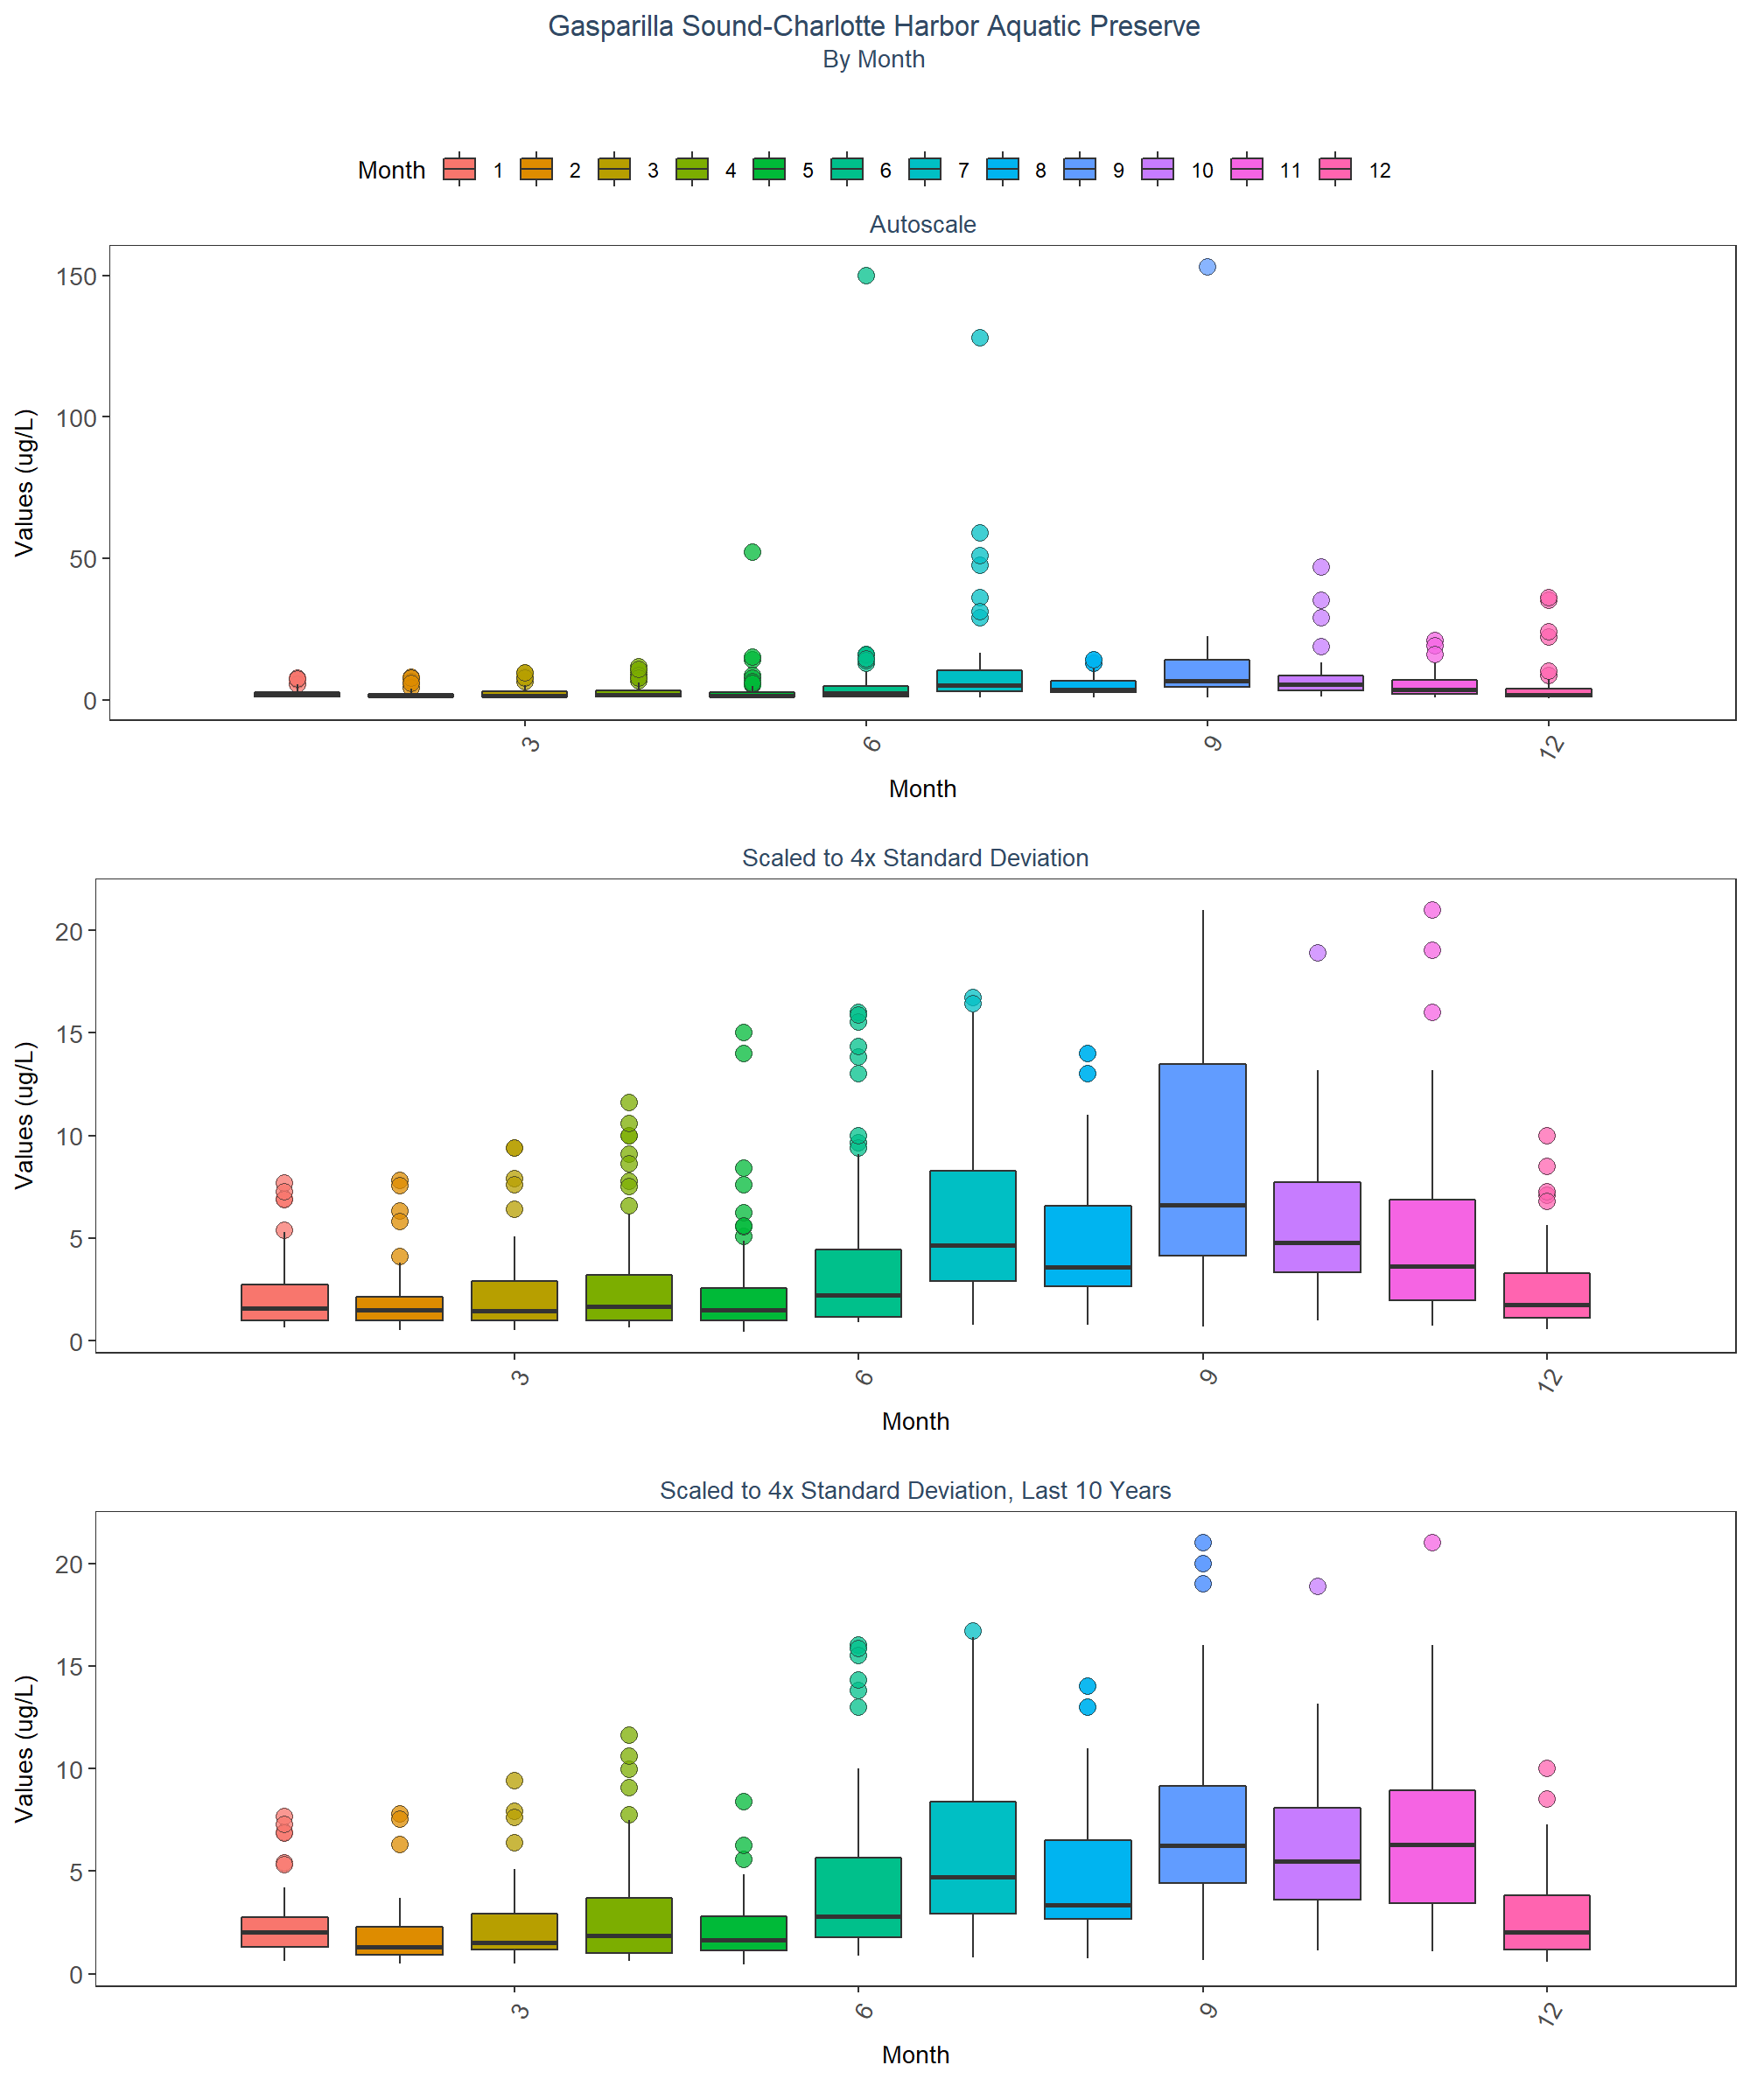 Gasparilla Sound-Charlotte Harbor Aquatic Preserve
By Month
Month 1 2 3 4 5 6 7 8 9 10 11 12
Autoscale
Values (ug/L)
150
100
50
0
3 6 9 12
Month
Scaled to 4x Standard Deviation
Values (ug/L)
20
15
10
5
0
3 6 9 12
Month
Scaled to 4x Standard Deviation, Last 10 Years
Values (ug/L)
20
15
10
5
0
3 6 9 12
Month